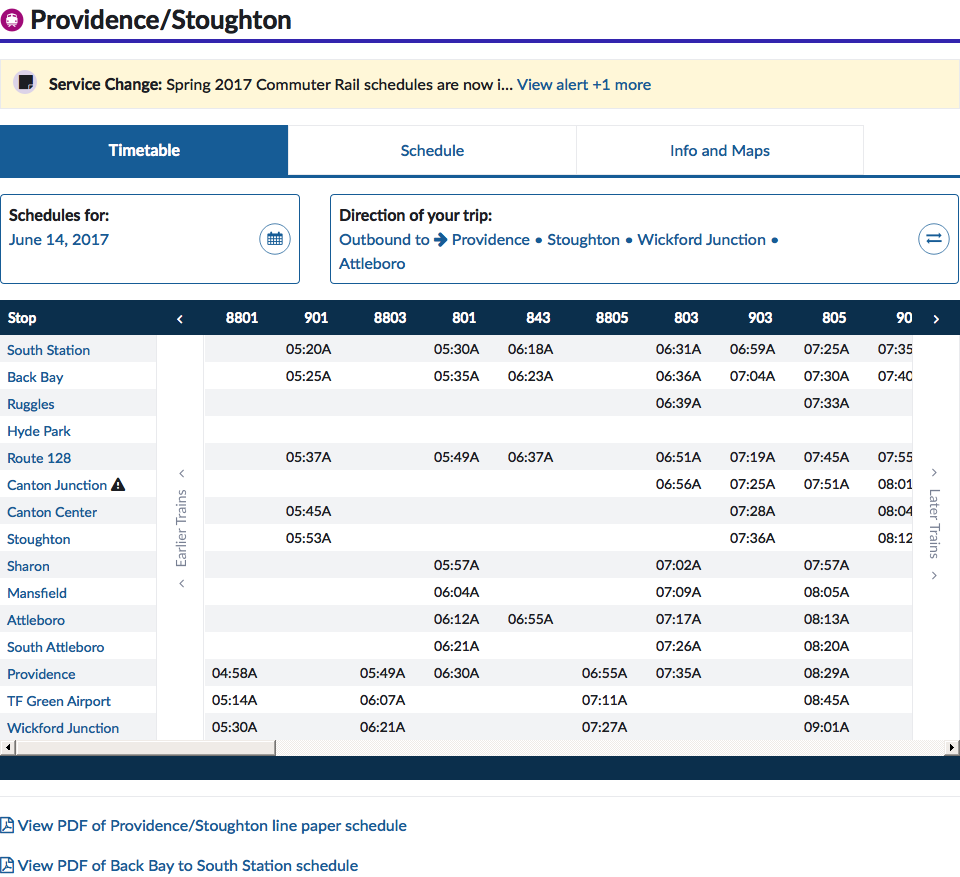 Providence/Stoughton
Service Change: Spring 2017 Commuter Rail schedules are now i... View alert +1 more
Timetable Schedule Info and Maps
Schedules for:
June 14, 2017
Direction of your trip:
Outbound to Providence • Stoughton • Wickford Junction •
Attleboro
Stop 8801 901 8803 801 843 8805 803 903 805 90
South Station 05:20A 05:30A 06:18A 06:31A 06:59A 07:25A 07:35
Back Bay 05:25A 05:35A 06:23A 06:36A 07:04A 07:30A 07:40
Ruggles 06:39A 07:33A
Hyde Park
Route 128 05:37A 05:49A 06:37A 06:51A 07:19A 07:45A 07:55
Canton Junction 06:56A 07:25A 07:51A 08:01
Canton Center 05:45A 07:28A 08:04
Stoughton 05:53A 07:36A 08:12
Sharon 05:57A 07:02A 07:57A
Mansfield 06:04A 07:09A 08:05A
Attleboro 06:12A 06:55A 07:17A 08:13A
South Attleboro 06:21A 07:26A 08:20A
Providence 04:58A 05:49A 06:30A 06:55A 07:35A 08:29A
TF Green Airport 05:14A 06:07A 07:11A 08:45A
Wickford Junction 05:30A 06:21A 07:27A 09:01A
Earlier Trains
Later Trains
View PDF of Providence/Stoughton line paper schedule
View PDF of Back Bay to South Station schedule